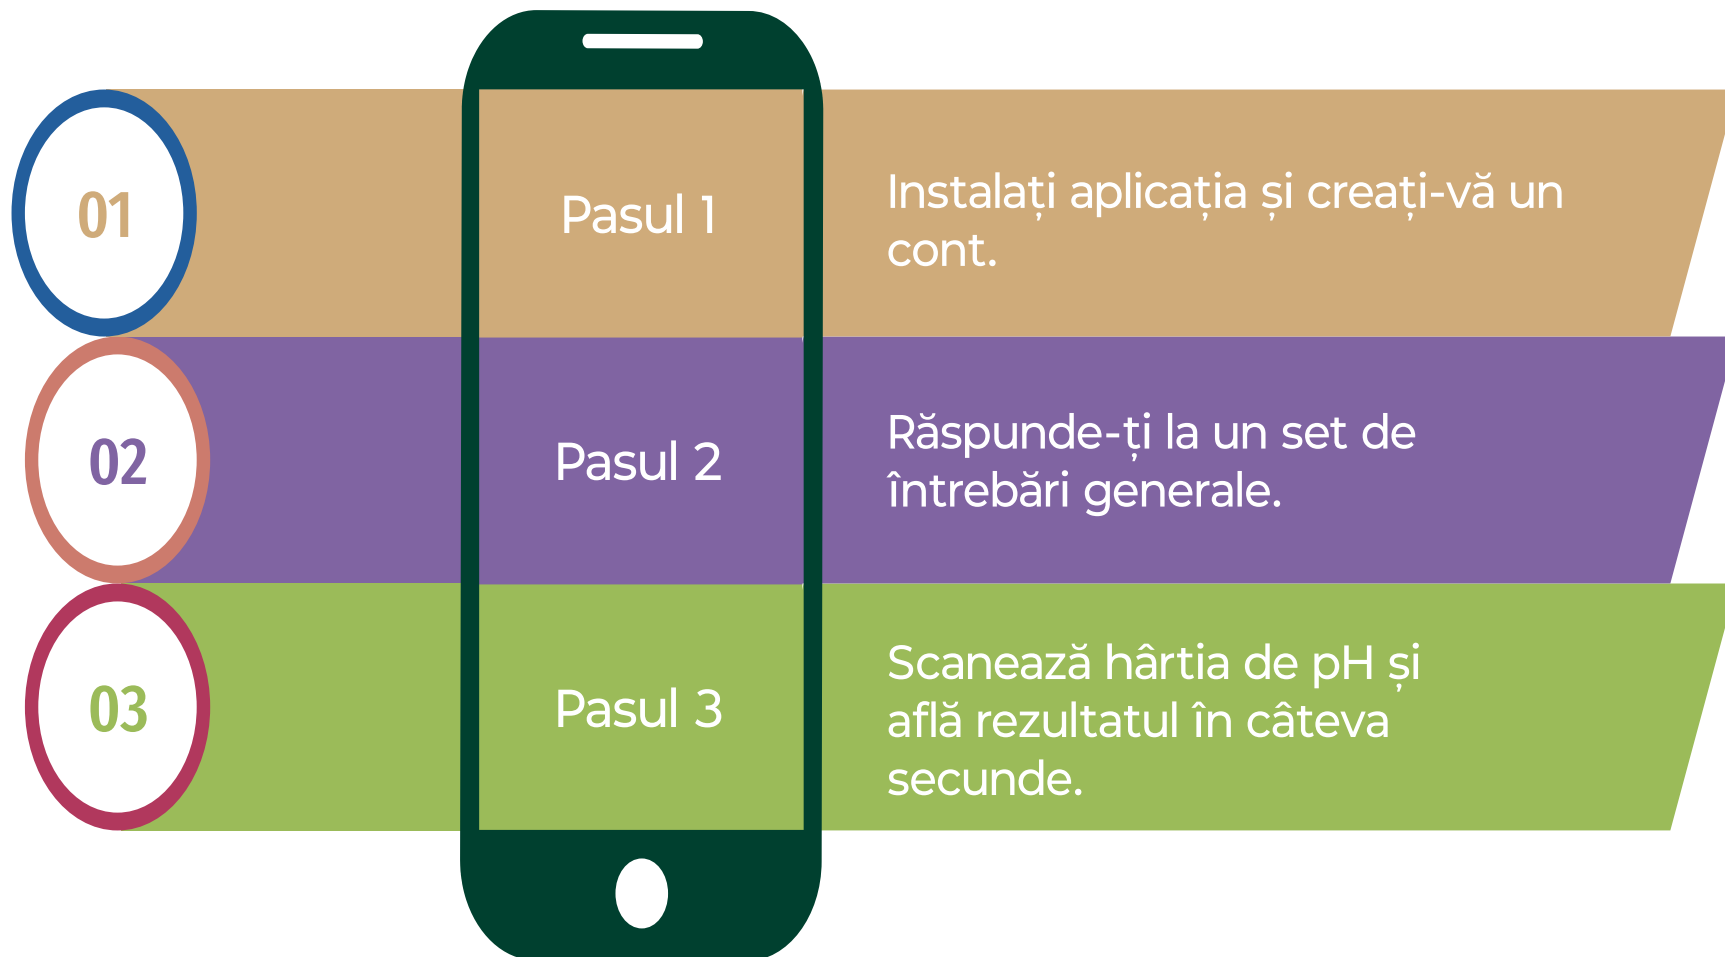 01
Pasul 1
Instalați aplicația și creați-vă un
cont.
02
Pasul 2
Răspunde-ți la un set de
întrebări generale.
03
Pasul 3
Scanează hârtia de pH și
află rezultatul în câteva
secunde.